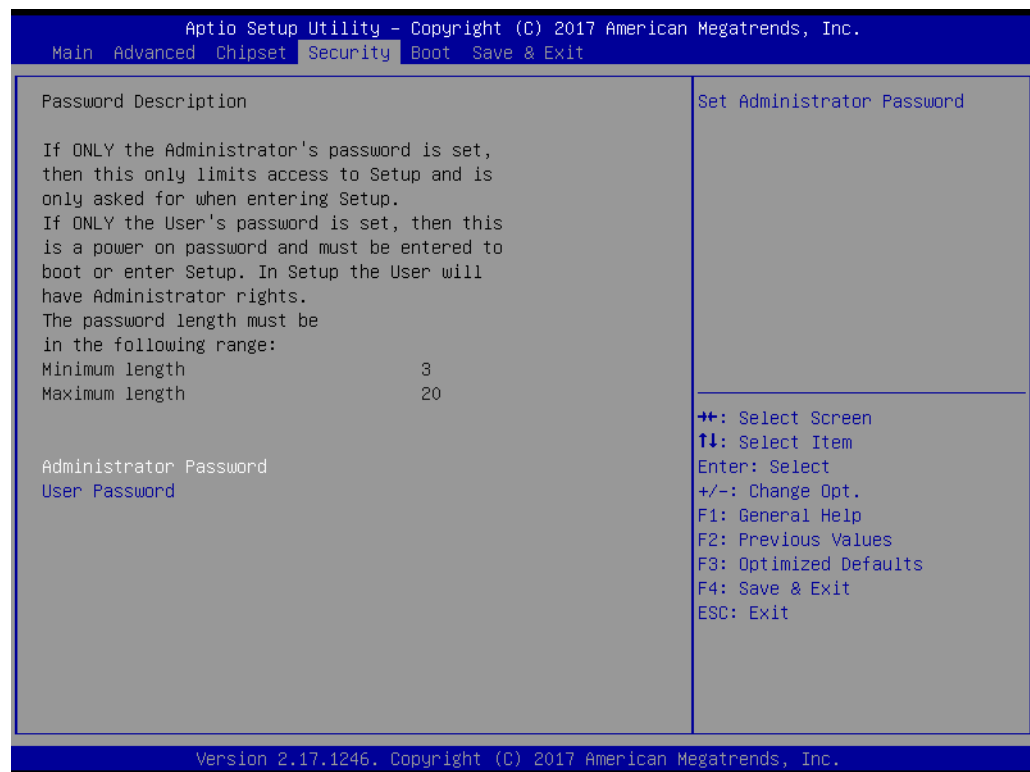 Aptio Setup Utility – Copyright (C) 2017 American Megatrends, Inc.
Main Advanced Chipset Security Boot Save & Exit
Password Description
If ONLY the Administrator's password is set,
then this only limits access to Setup and is
only asked for when entering Setup.
If ONLY the User's password is set, then this
is a power on password and must be entered to
boot or enter Setup. In Setup the User will
have Administrator rights.
The password length must be
in the following range:
Minimum length 3
Maximum length 20
Administrator Password
User Password
Set Administrator Password
→←: Select Screen
↑↓: Select Item
Enter: Select
+/-: Change Opt.
F1: General Help
F2: Previous Values
F3: Optimized Defaults
F4: Save & Exit
ESC: Exit
Version 2.17.1246. Copyright (C) 2017 American Megatrends, Inc.